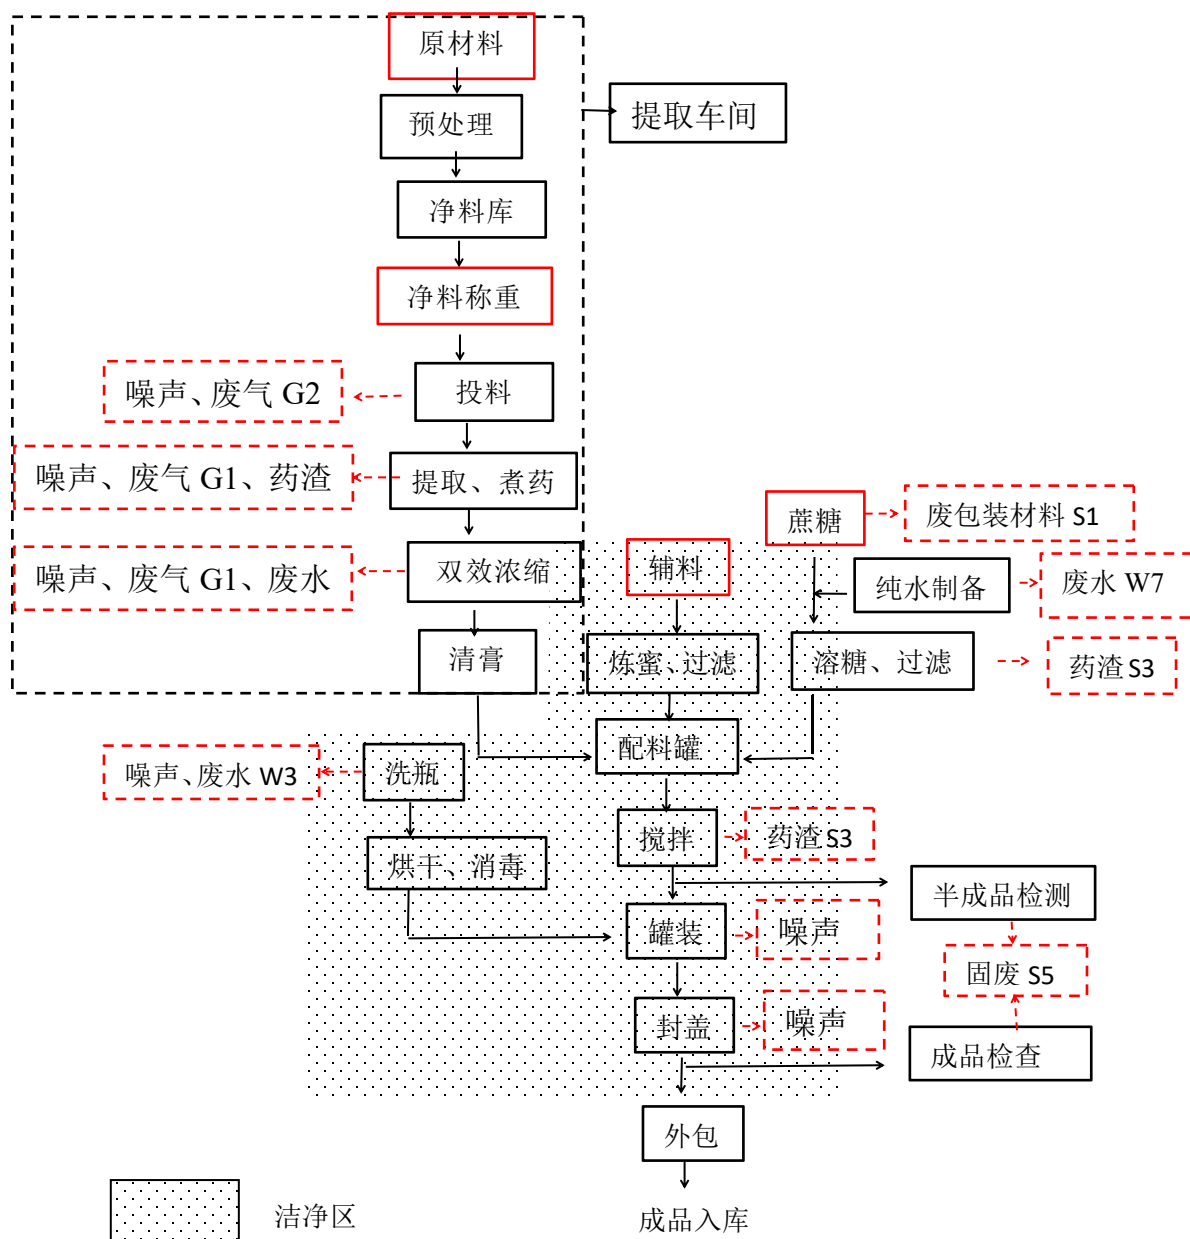 原材料
预处理
提取车间
净料库
净料称重
噪声、废气 G2
投料
噪声、废气 G1、药渣
提取、煮药
蔗糖
废包装材料 S1
噪声、废气 G1、废水
双效浓缩
辅料
纯水制备
废水 W7
清膏
炼蜜、过滤
溶糖、过滤
药渣 S3
配料罐
噪声、废水 W3
洗瓶
搅拌
药渣 S3
烘干、消毒
半成品检测
罐装
噪声
固废 S5
封盖
噪声
成品检查
外包
洁净区
成品入库